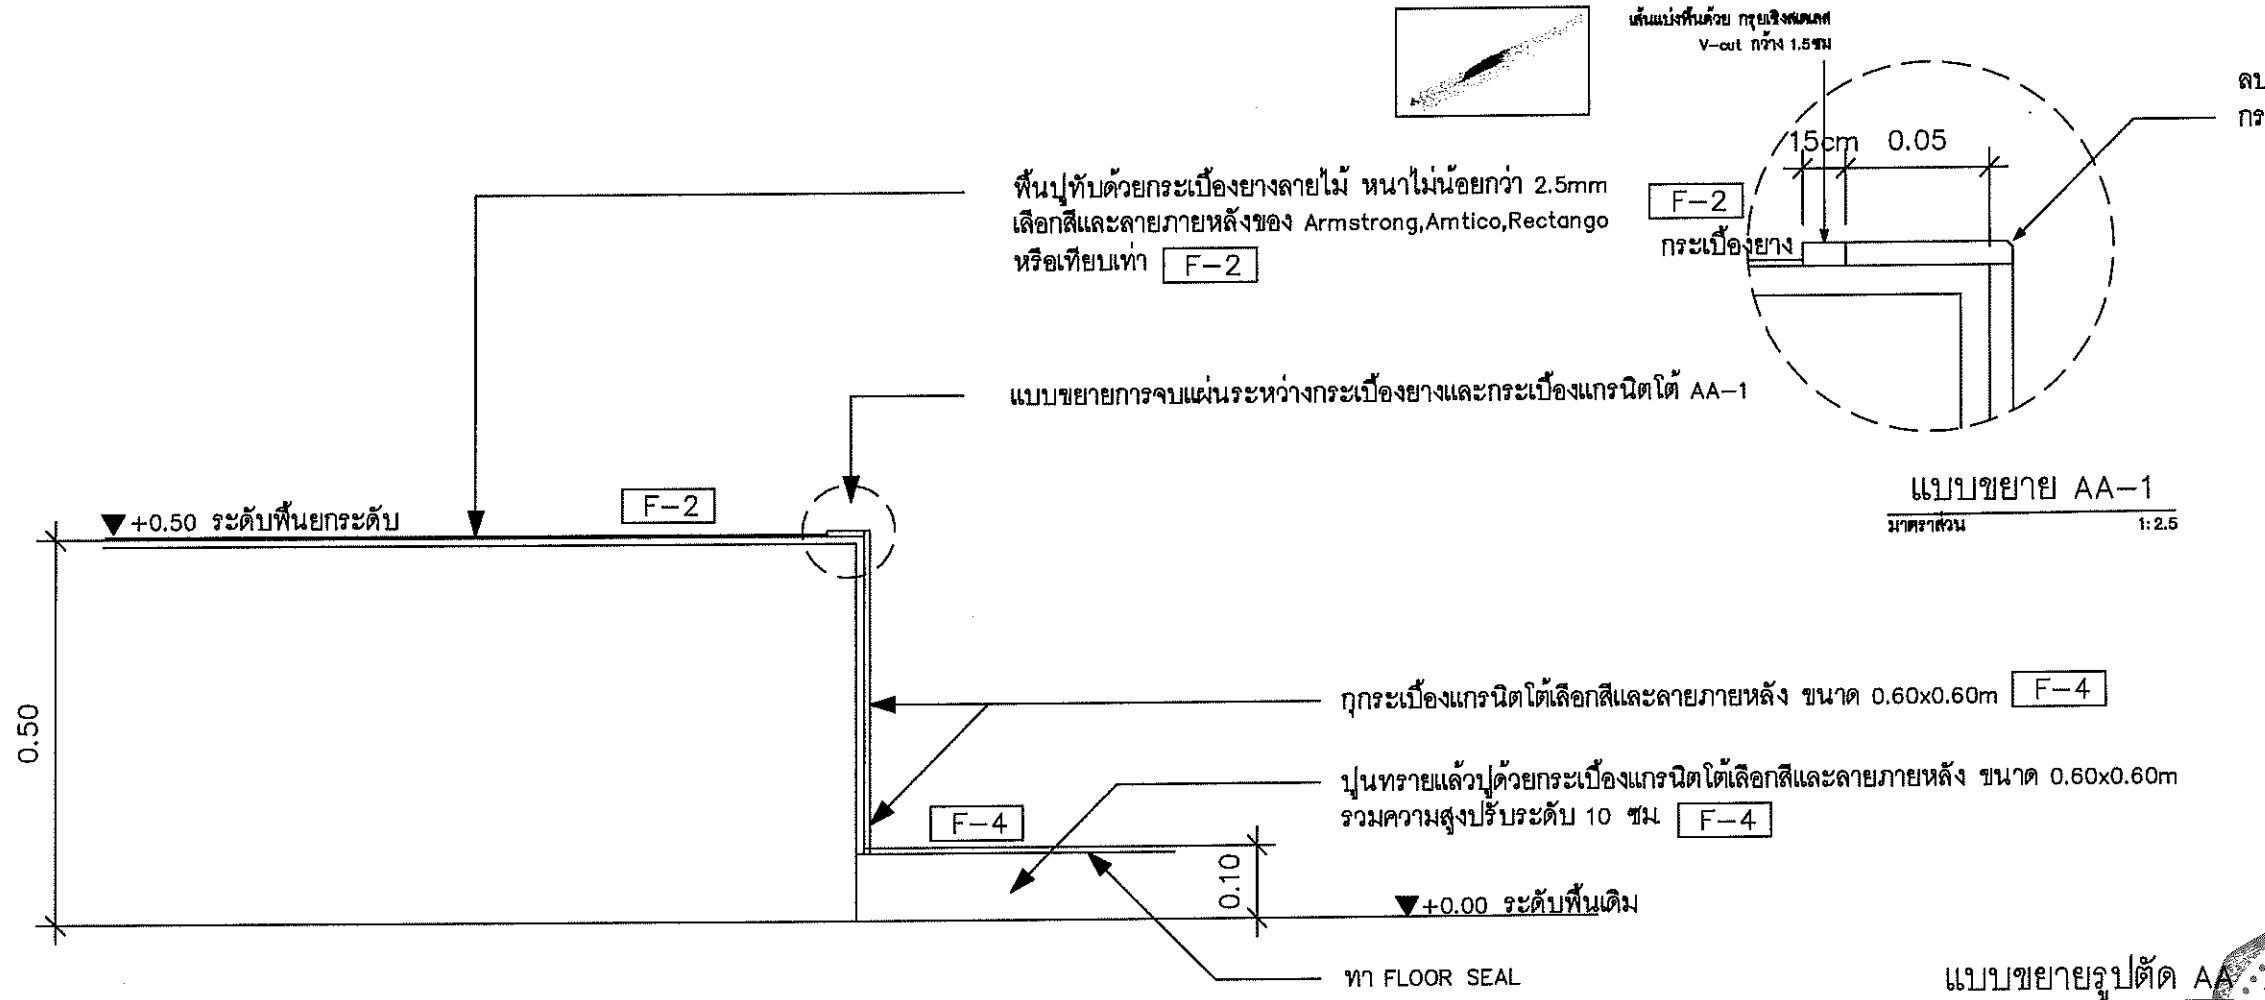 เส้นแบ่งพื้นด้วย กรุยเชิงสแตนเลส
V-cut กว้าง 1.5ซม
ลบ
กร
15cm 0.05
พื้นปูทับด้วยกระเบื้องยางลายไม้ หนาไม่น้อยกว่า 2.5mm
เลือกสีและลายภายหลังของ Armstrong,Amtico,Rectango
หรือเทียบเท่า F-2
F-2
กระเบื้องยาง
แบบขยายการจบแผ่นระหว่างกระเบื้องยางและกระเบื้องแกรนิตโต้ AA-1
แบบขยาย AA-1
มาตราส่วน 1:2.5
+0.50 ระดับพื้นยกระดับ
F-2
0.50
กุกระเบื้องแกรนิตโต้เลือกสีและลายภายหลัง ขนาด 0.60x0.60m F-4
ปูนทรายแล้วปูด้วยกระเบื้องแกรนิตโต้เลือกสีและลายภายหลัง ขนาด 0.60x0.60m
รวมความสูงปรับระดับ 10 ซม F-4
F-4
0.10
+0.00 ระดับพื้นเดิม
ทา FLOOR SEAL
แบบขยายรูปตัด AA